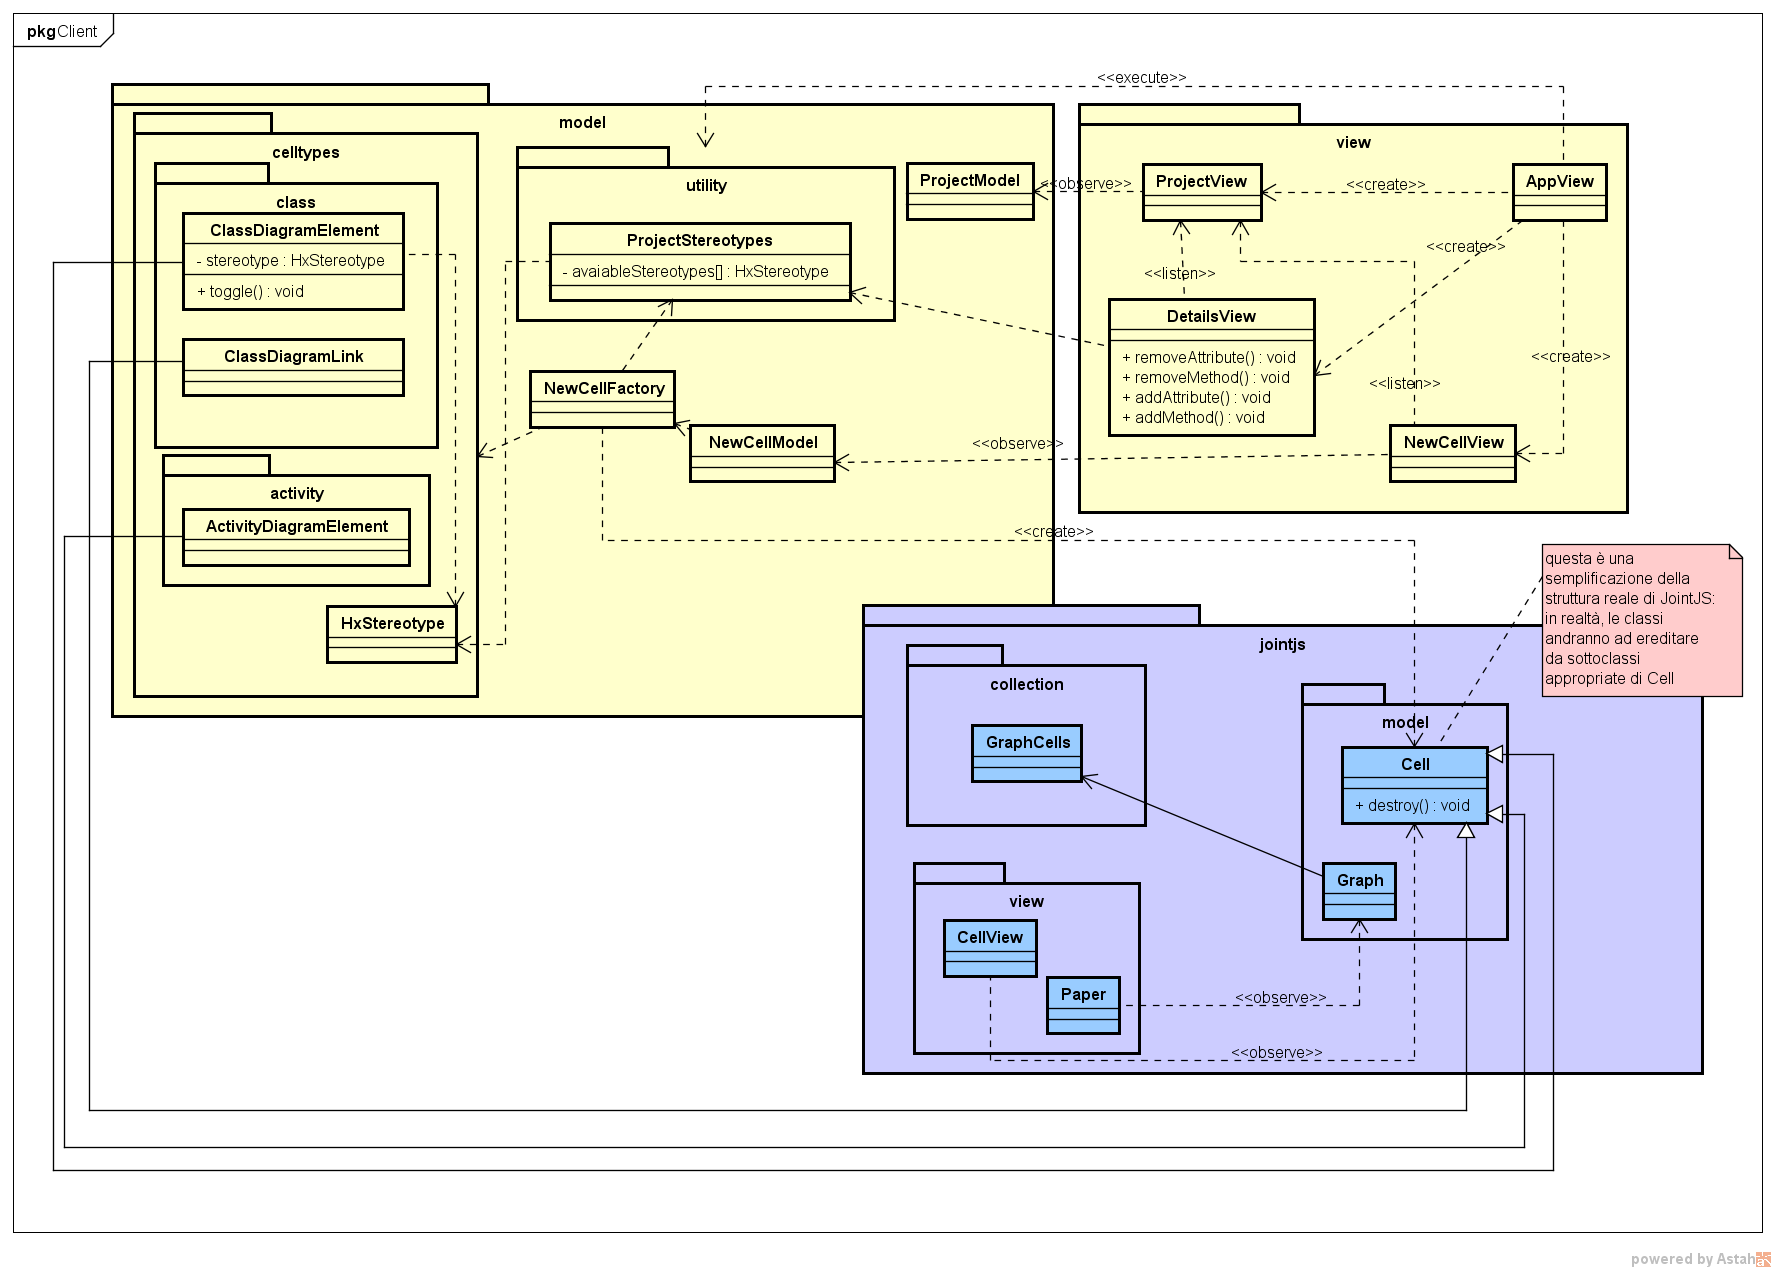 pkgClient
<<execute>>
model
celltypes
class
ClassDiagramElement
- stereotype : HxStereotype
+ toggle() : void
ClassDiagramLink
activity
ActivityDiagramElement
HxStereotype
utility
ProjectStereotypes
- avaiableStereotypes[] : HxStereotype
ProjectModel
NewCellFactory
NewCellModel
<<observe>>
view
ProjectView
<<create>>
AppView
<<create>>
<<listen>>
DetailsView
+ removeAttribute() : void
+ removeMethod() : void
+ addAttribute() : void
+ addMethod() : void
<<create>>
<<listen>>
<<observe>>
NewCellView
<<create>>
questa è una
semplificazione della
struttura reale di JointJS:
in realtà, le classi
andranno ad ereditare
da sottoclassi
appropriate di Cell
jointjs
collection
GraphCells
model
Cell
+ destroy() : void
Graph
view
CellView
Paper
<<observe>>
<<observe>>
powered by Astah